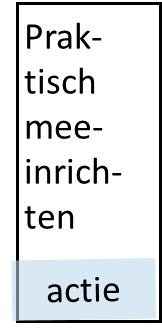 Prak-
tisch
mee-
inrich-
ten
actie